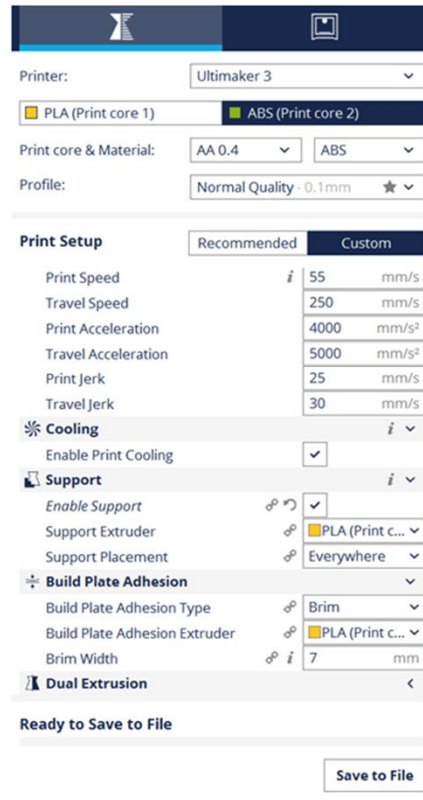 Printer: Ultimaker 3
PLA (Print core 1) ABS (Print core 2)
Print core & Material: AA 0.4 ABS
Profile: Normal Quality - 0.1mm
Print Setup Recommended Custom
Print Speed i 55 mm/s
Travel Speed 250 mm/s
Print Acceleration 4000 mm/s²
Travel Acceleration 5000 mm/s²
Print Jerk 25 mm/s
Travel Jerk 30 mm/s
Cooling i
Enable Print Cooling
Support i
Enable Support
Support Extruder PLA (Print c...
Support Placement Everywhere
Build Plate Adhesion
Build Plate Adhesion Type Brim
Build Plate Adhesion Extruder PLA (Print c...
Brim Width i 7 mm
Dual Extrusion
Ready to Save to File
Save to File